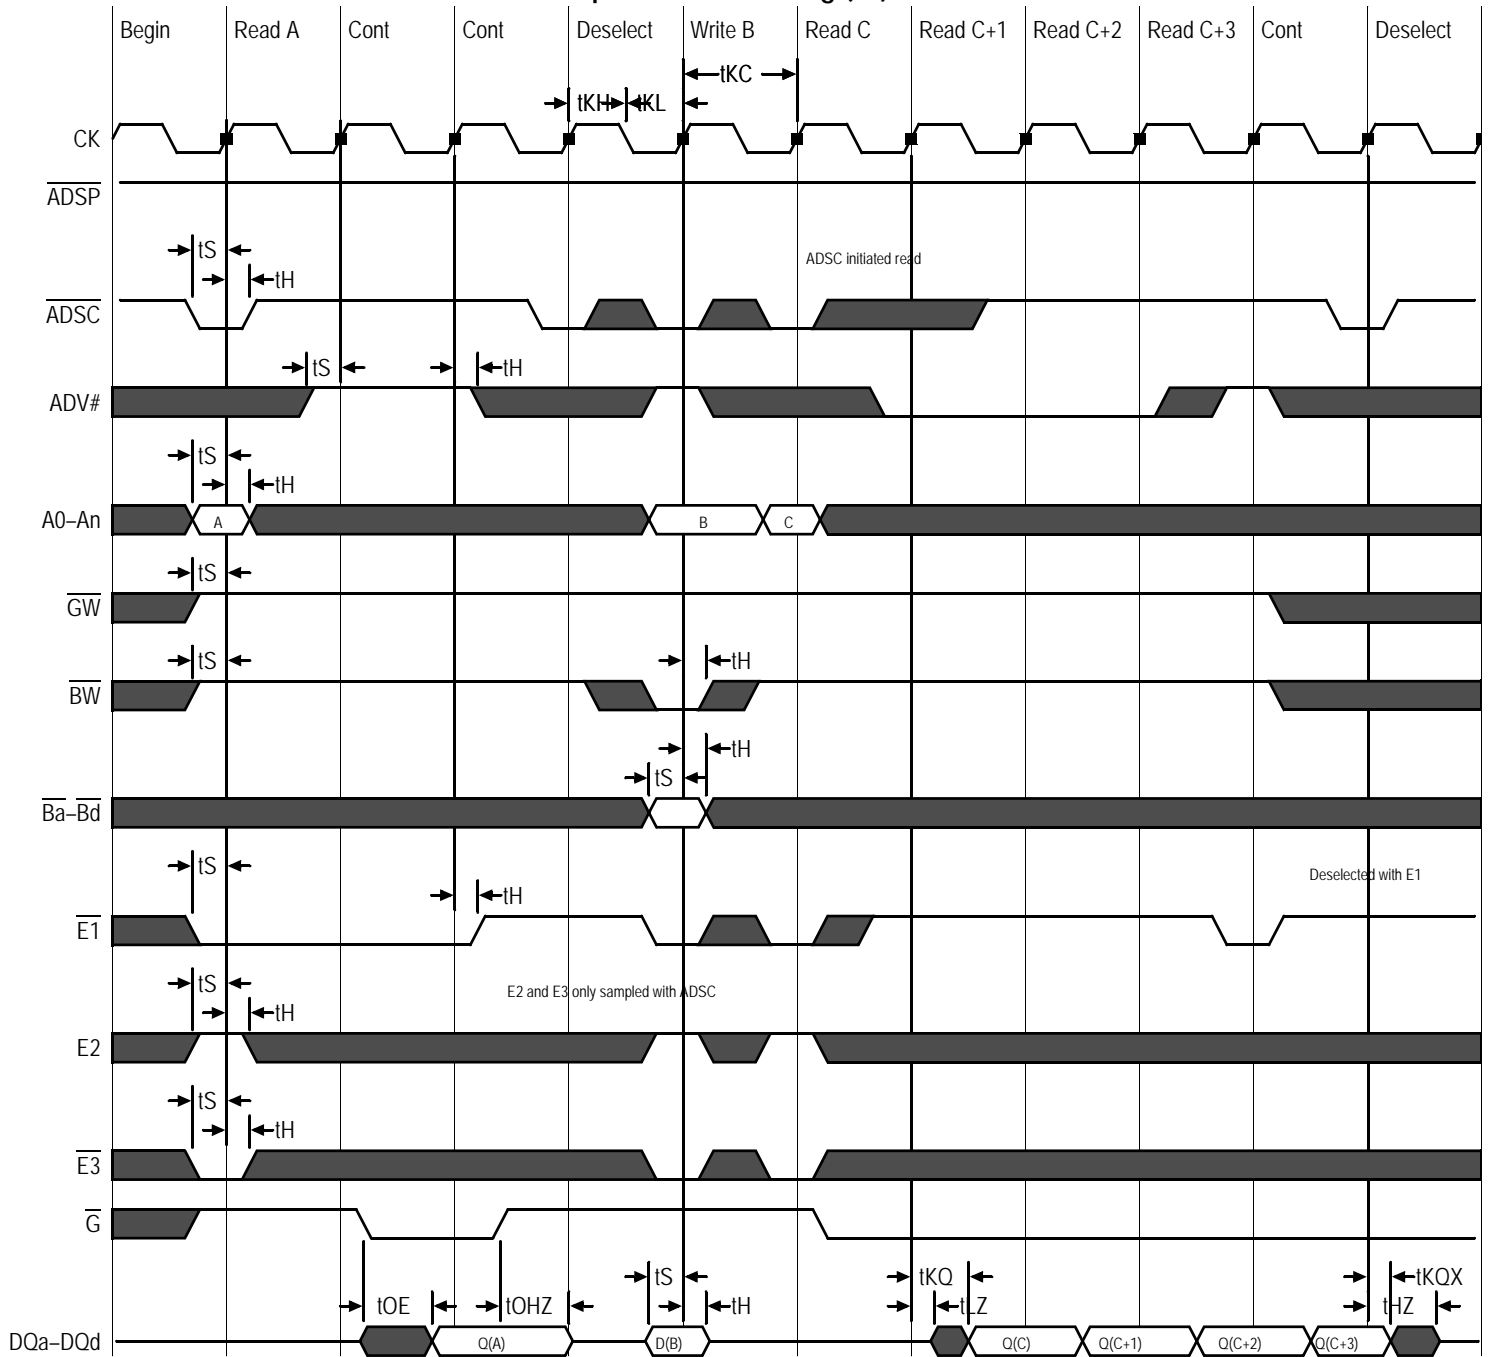 Begin Read A Cont Cont Deselect Write B Read C Read C+1 Read C+2 Read C+3 Cont Deselect
tKC
tKH tKL
CK
ADSP
tS
ADSC initiated read
tH
ADSC
tS tH
ADV#
tS
tH
A0–An A B C
tS
GW
tS tH
BW
tH
tS
Ba–Bd
tS
Deselected with E1
tH
E1
tS
E2 and E3 only sampled with ADSC
tH
E2
tS
tH
E3
G
tS tKQ tKQX
tOE tOHZ tH tLZ tHZ
DQa–DQd Q(A) D(B) Q(C) Q(C+1) Q(C+2) Q(C+3)